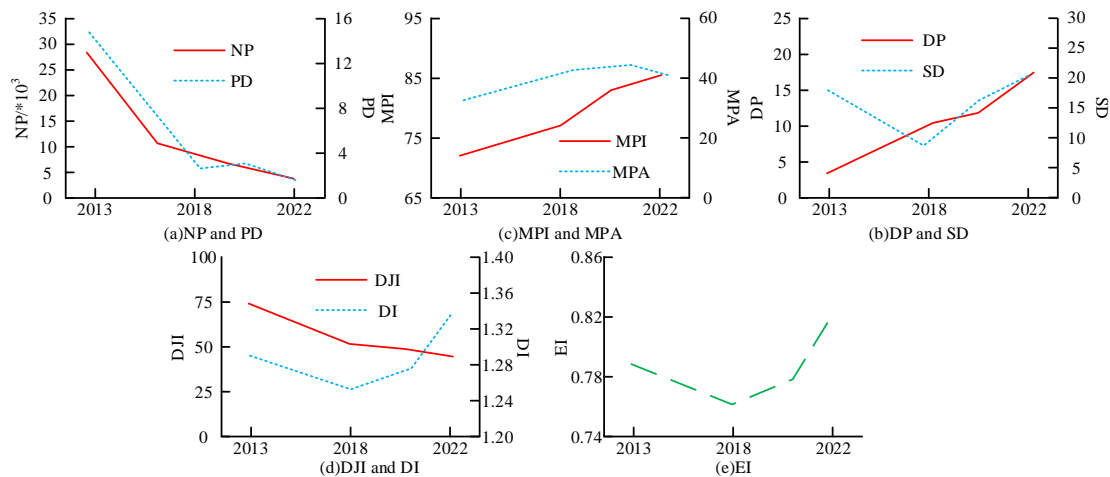 35
30
25
20
15
10
5
0
NP/*10³
16
12
8
4
0
PD
NP
PD
2013 2018 2022
(a)NP and PD
95
85
75
65
MPI
60
40
20
0
MPA
MPI
MPA
2013 2018 2022
(c)MPI and MPA
25
20
15
10
5
0
DP
30
25
20
15
10
5
0
SD
DP
SD
2013 2018 2022
(b)DP and SD
100
75
50
25
0
DJI
1.40
1.36
1.32
1.28
1.24
1.20
DI
DJI
DI
2013 2018 2022
(d)DJI and DI
0.86
0.82
0.78
0.74
EI
2013 2018 2022
(e)EI